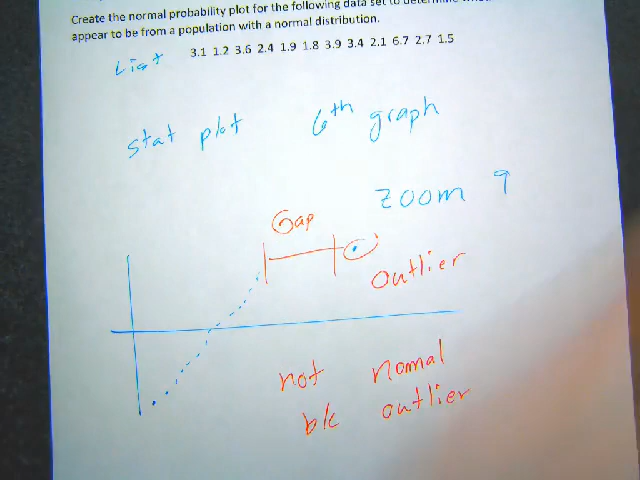 Create the normal probability plot for the following data set to determine
appear to be from a population with a normal distribution.
List 3.1 1.2 3.6 2.4 1.9 1.8 3.9 3.4 2.1 6.7 2.7 1.5
stat plot 6th graph
zoom 9
Gap
outlier
not nomal
b/c outlier